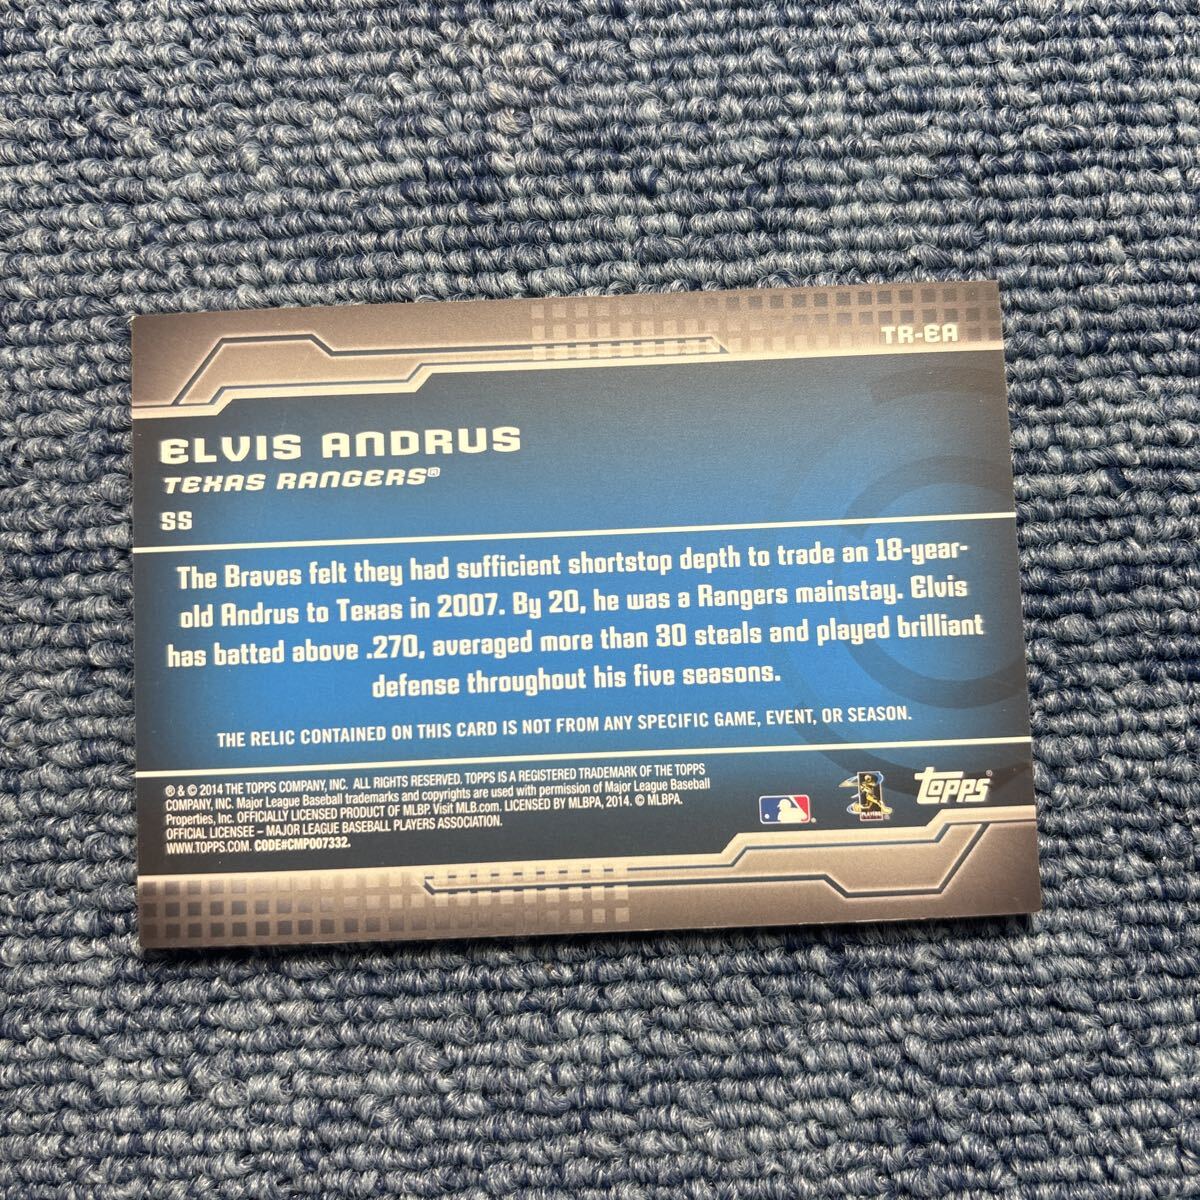 TR-EA
ELVIS ANDRUS
TEXAS RANGERS®
SS
The Braves felt they had sufficient shortstop depth to trade an 18-year-
old Andrus to Texas in 2007. By 20, he was a Rangers mainstay. Elvis
has batted above .270, averaged more than 30 steals and played brilliant
defense throughout his five seasons.
THE RELIC CONTAINED ON THIS CARD IS NOT FROM ANY SPECIFIC GAME, EVENT, OR SEASON.
® & © 2014 THE TOPPS COMPANY, INC. ALL RIGHTS RESERVED. TOPPS IS A REGISTERED TRADEMARK OF THE TOPPS
COMPANY, INC. Major League Baseball trademarks and copyrights are used with permission of Major League Baseball
Properties, Inc. OFFICIALLY LICENSED PRODUCT OF MLBP. Visit MLB.com. LICENSED BY MLBPA, 2014. © MLBPA.
OFFICIAL LICENSEE – MAJOR LEAGUE BASEBALL PLAYERS ASSOCIATION.
WWW.TOPPS.COM. CODE#CMP007332.
PLAYERS
Topps®